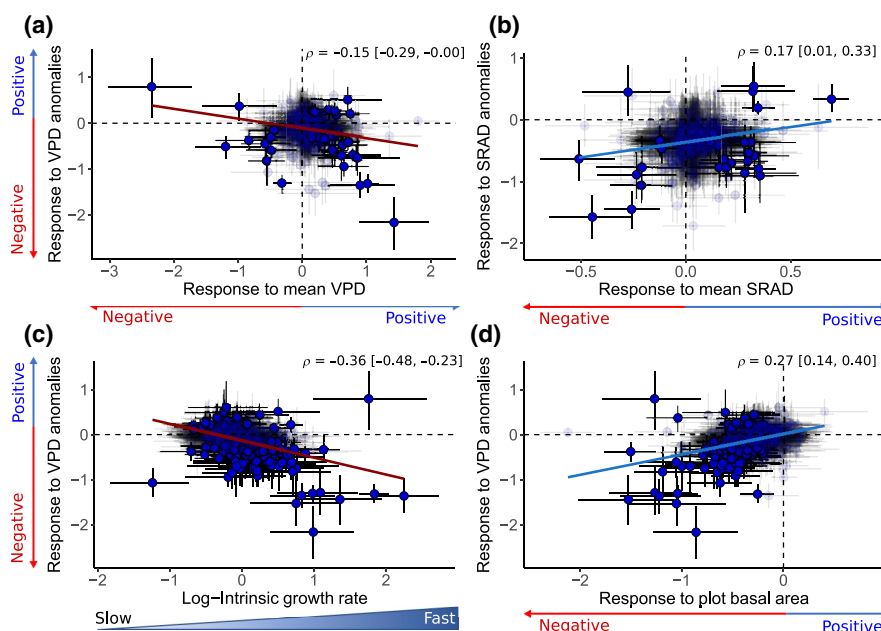 (a)
ρ = −0.15 [−0.29, −0.00]
Positive
Negative
Response to VPD anomalies
1
0
−1
−2
−3
−2
−1
0
1
2
Response to mean VPD
Negative
Positive
(b)
ρ = 0.17 [0.01, 0.33]
Response to SRAD anomalies
1
0
−1
−2
−0.5
0.0
0.5
Response to mean SRAD
Negative
Positive
(c)
ρ = −0.36 [−0.48, −0.23]
Positive
Negative
Response to VPD anomalies
1
0
−1
−2
−2
−1
0
1
2
Log−Intrinsic growth rate
Slow
Fast
(d)
ρ = 0.27 [0.14, 0.40]
Response to VPD anomalies
1
0
−1
−2
−2
−1
0
Response to plot basal area
Negative
Positive